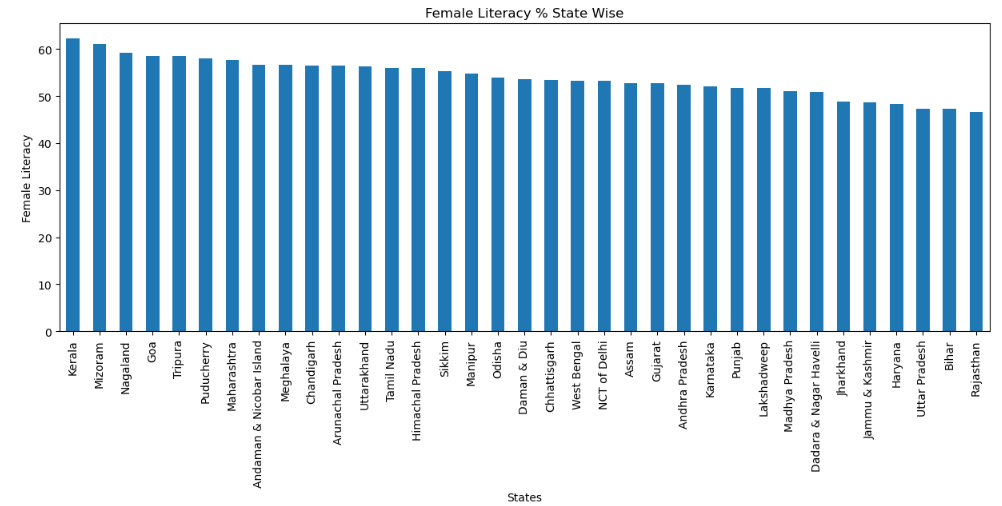 Female Literacy % State Wise
Female Literacy
60
50
40
30
20
10
0
Kerala
Mizoram
Nagaland
Goa
Tripura
Puducherry
Maharashtra
Andaman & Nicobar Island
Meghalaya
Chandigarh
Arunachal Pradesh
Uttarakhand
Tamil Nadu
Himachal Pradesh
Sikkim
Manipur
Odisha
Daman & Diu
Chhattisgarh
West Bengal
NCT of Delhi
Assam
Gujarat
Andhra Pradesh
Karnataka
Punjab
Lakshadweep
Madhya Pradesh
Dadara & Nagar Havelli
Jharkhand
Jammu & Kashmir
Haryana
Uttar Pradesh
Bihar
Rajasthan
States